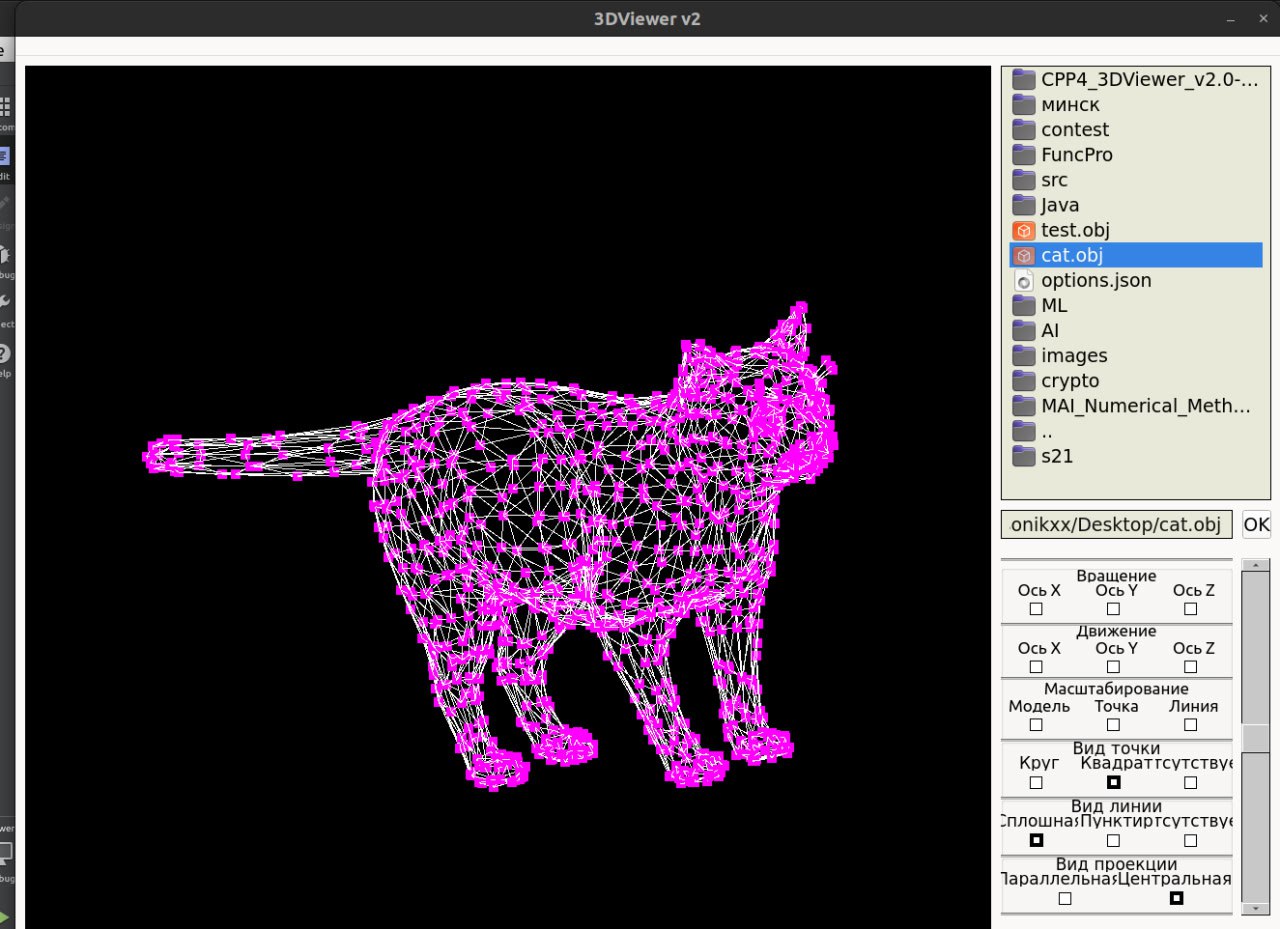 3DViewer v2
CPP4_3DViewer_v2.0-...
минск
contest
FuncPro
src
Java
test.obj
cat.obj
options.json
ML
AI
images
crypto
MAI_Numerical_Meth...
..
s21
onikxx/Desktop/cat.obj OK
Вращение
Ось X Ось Y Ось Z
Движение
Ось X Ось Y Ось Z
Масштабирование
Модель Точка Линия
Вид точки
Круг Квадрат тсутствуе
Вид линии
Сплошная Пунктир тсутствуе
Вид проекции
Параллельная Центральная